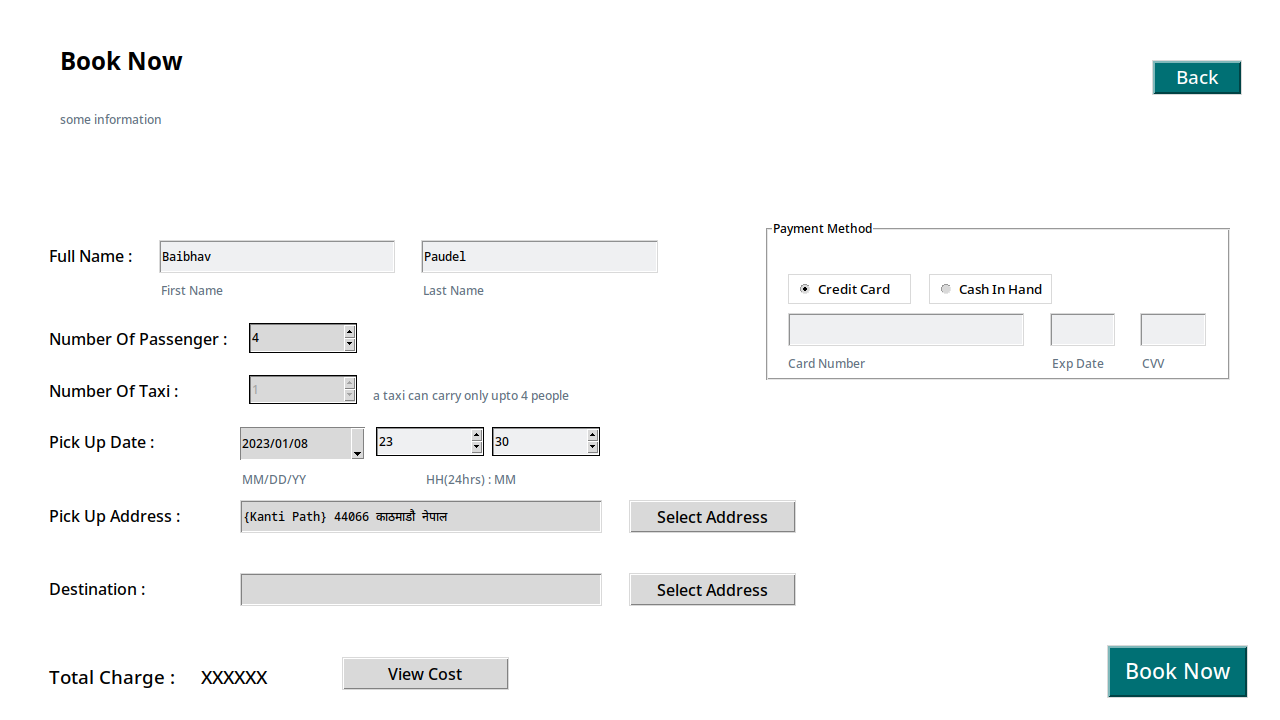 Book Now
Back
some information
Payment Method
Full Name : Baibhav Paudel
First Name Last Name
Credit Card Cash In Hand
Number Of Passenger : 4
Card Number Exp Date CVV
Number Of Taxi : 1 a taxi can carry only upto 4 people
Pick Up Date : 2023/01/08 23 30
MM/DD/YY HH(24hrs) : MM
Pick Up Address : {Kanti Path} 44066 काठमाडौ नेपाल Select Address
Destination : Select Address
Total Charge : XXXXXX View Cost Book Now